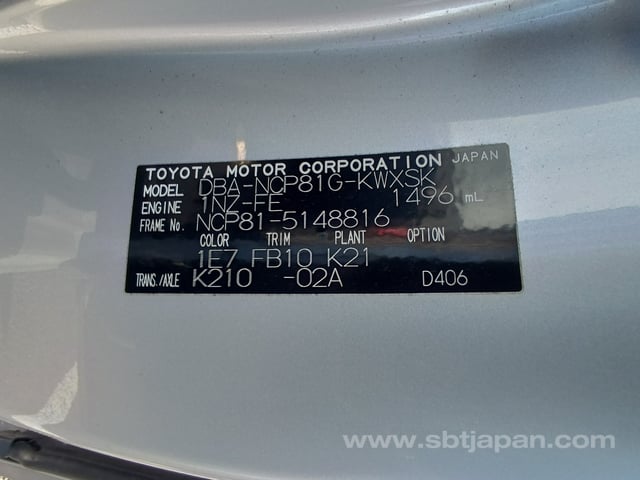 TOYOTA MOTOR CORPORATION JAPAN
MODEL DBA-NCP81G-KWXSK
ENGINE 1NZ-FE 1496 mL
FRAME No. NCP81-5148816
COLOR TRIM PLANT OPTION
1E7 FB10 K21
TRANS./AXLE K210 -02A D406
www.sbtjapan.com